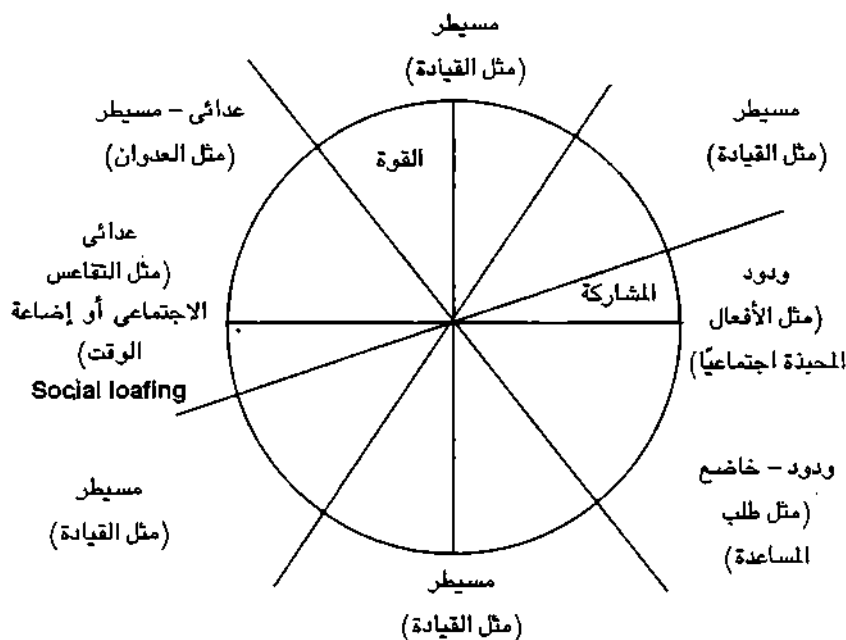 مسيطر
(مثل القيادة)
مسيطر
(مثل القيادة)
عدائى - مسيطر
(مثل العدوان)
القوة
عدائى
(مثل التقاعس
الاجتماعى أو إضاعة
الوقت)
Social loafing
المشاركة
ودود
(مثل الأفعال
المحبذة اجتماعيًا)
ودود - خاضع
(مثل طلب
المساعدة)
مسيطر
(مثل القيادة)
مسيطر
(مثل القيادة)